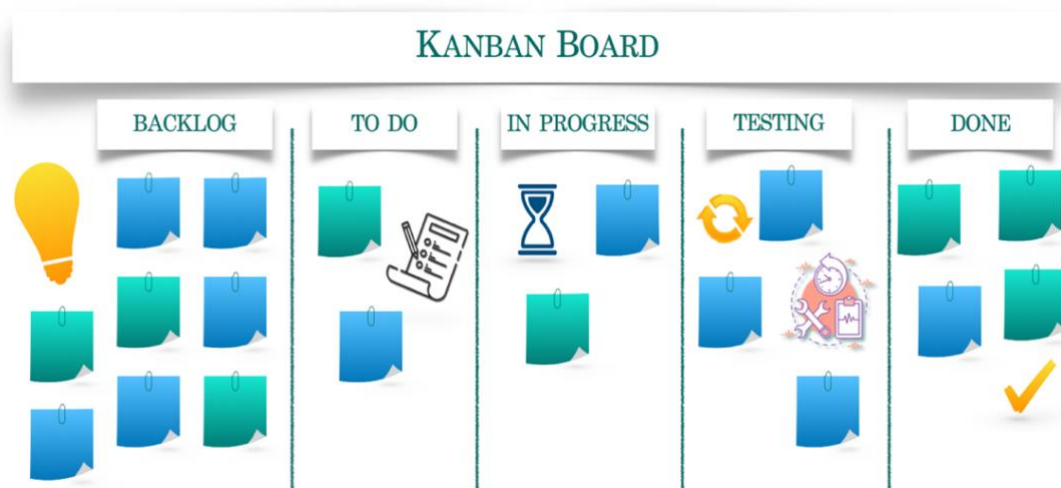 KANBAN BOARD
BACKLOG
TO DO
IN PROGRESS
TESTING
DONE